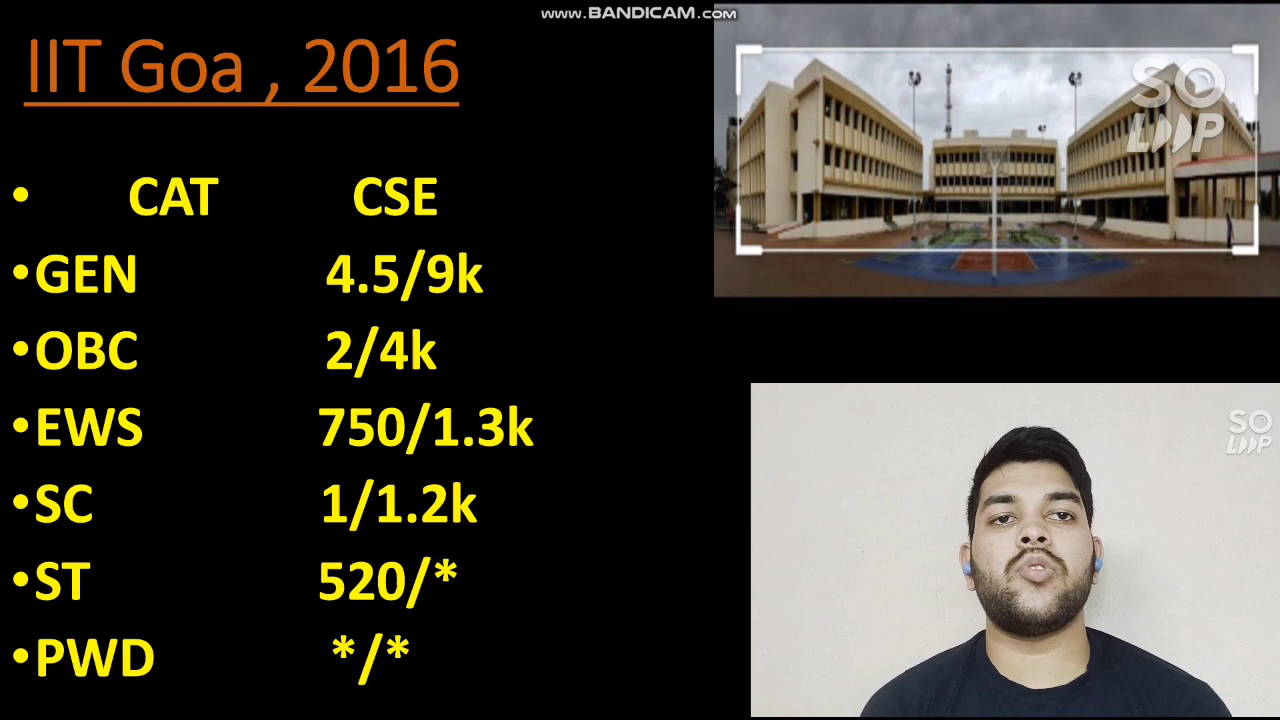 www.BANDICAM.com
IIT Goa , 2016
SO
LOOP
• CAT CSE
• GEN 4.5/9k
• OBC 2/4k
• EWS 750/1.3k
• SC 1/1.2k
• ST 520/*
• PWD */*
SO
LOOP